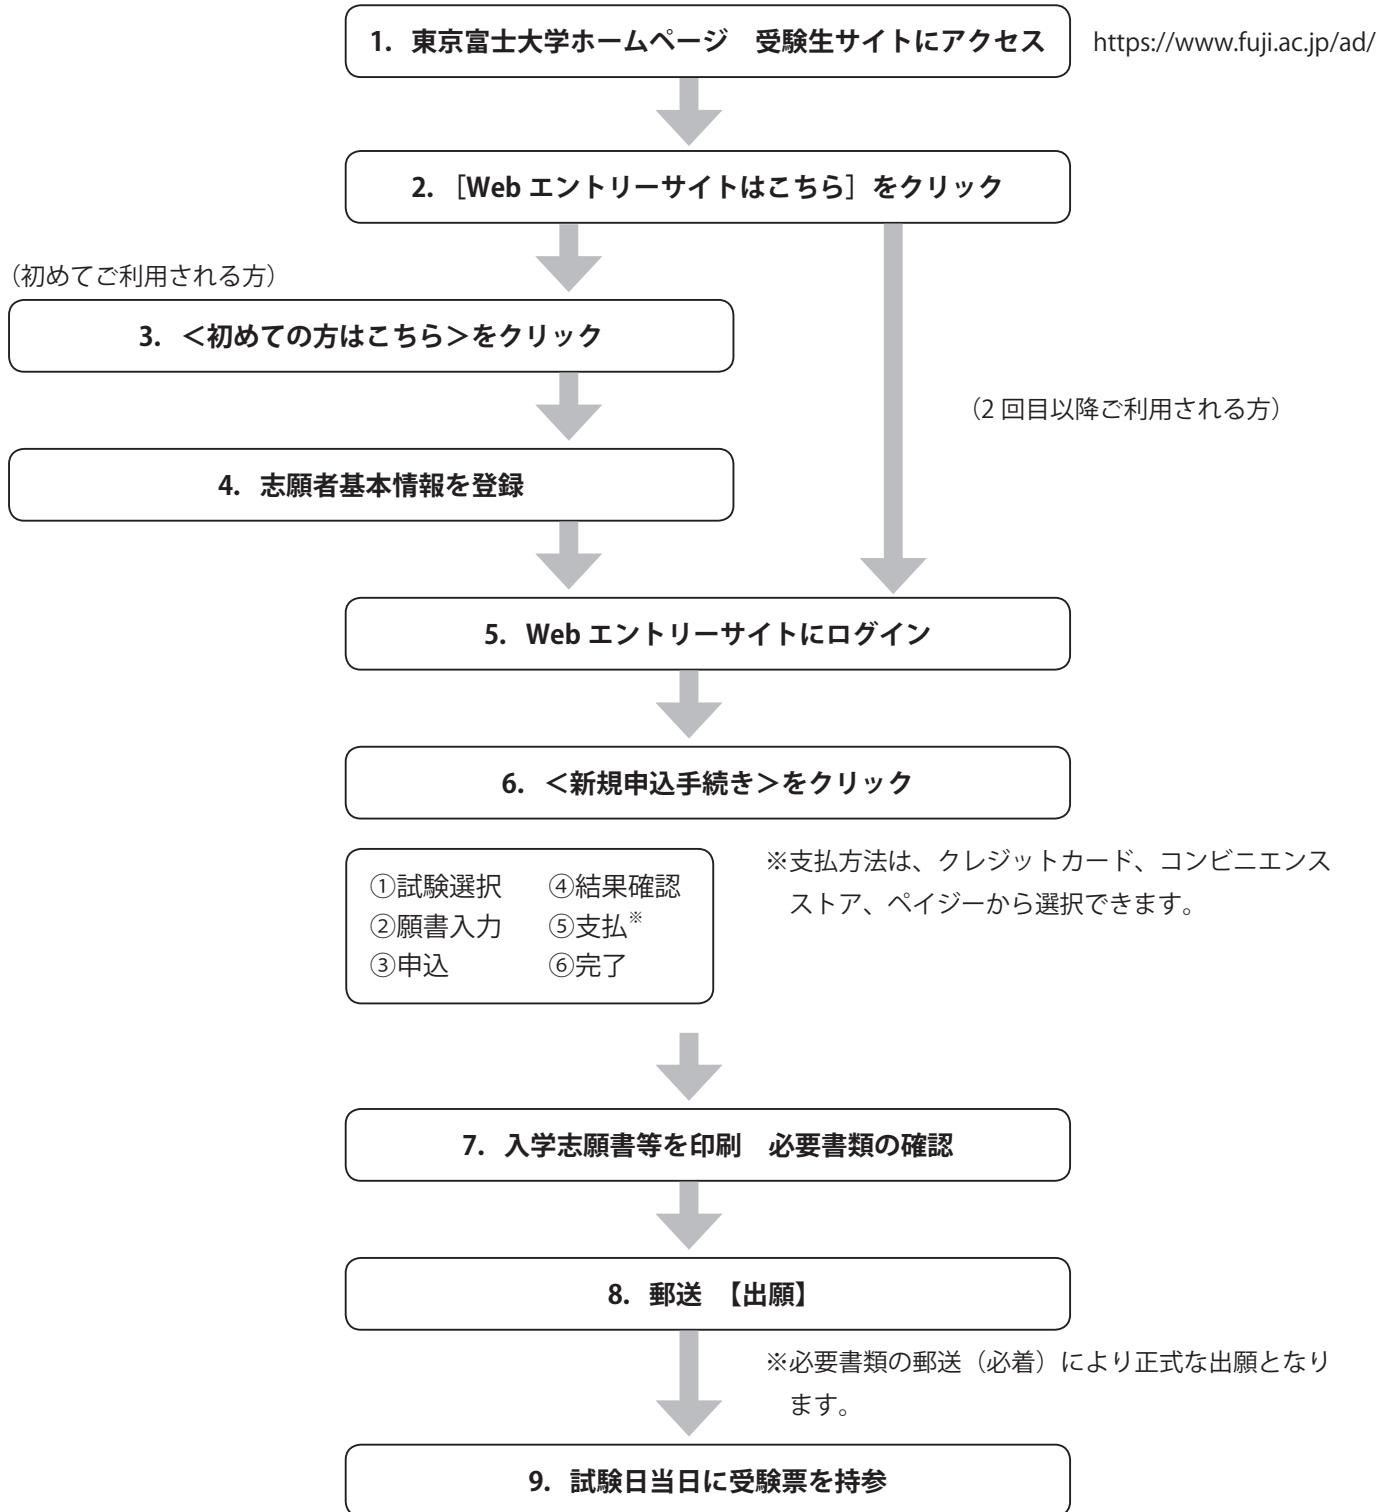 1. 東京富士大学ホームページ　受験生サイトにアクセス
https://www.fuji.ac.jp/ad/
2. ［Web エントリーサイトはこちら］をクリック
（初めてご利用される方）
3. ＜初めての方はこちら＞をクリック
（2 回目以降ご利用される方）
4. 志願者基本情報を登録
5. Web エントリーサイトにログイン
6. ＜新規申込手続き＞をクリック
①試験選択
②願書入力
③申込
④結果確認
⑤支払※
⑥完了
※支払方法は、クレジットカード、コンビニエンス
ストア、ペイジーから選択できます。
7. 入学志願書等を印刷　必要書類の確認
8. 郵送 【出願】
※必要書類の郵送（必着）により正式な出願となり
ます。
9. 試験日当日に受験票を持参